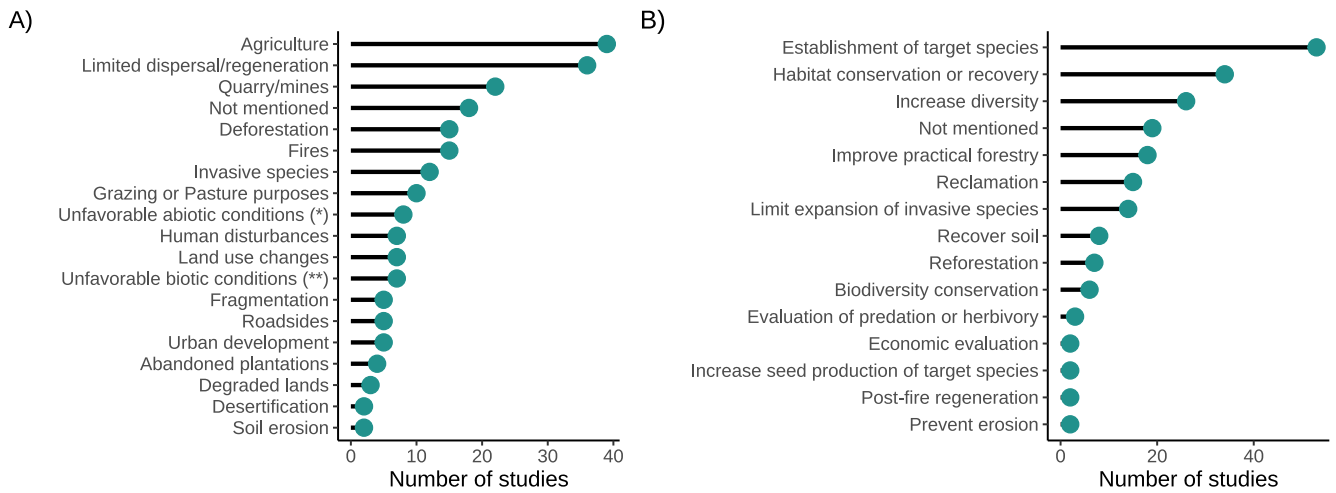 A)
Agriculture
Limited dispersal/regeneration
Quarry/mines
Not mentioned
Deforestation
Fires
Invasive species
Grazing or Pasture purposes
Unfavorable abiotic conditions (*)
Human disturbances
Land use changes
Unfavorable biotic conditions (**)
Fragmentation
Roadsides
Urban development
Abandoned plantations
Degraded lands
Desertification
Soil erosion
0 10 20 30 40
Number of studies
B)
Establishment of target species
Habitat conservation or recovery
Increase diversity
Not mentioned
Improve practical forestry
Reclamation
Limit expansion of invasive species
Recover soil
Reforestation
Biodiversity conservation
Evaluation of predation or herbivory
Economic evaluation
Increase seed production of target species
Post-fire regeneration
Prevent erosion
0 20 40
Number of studies